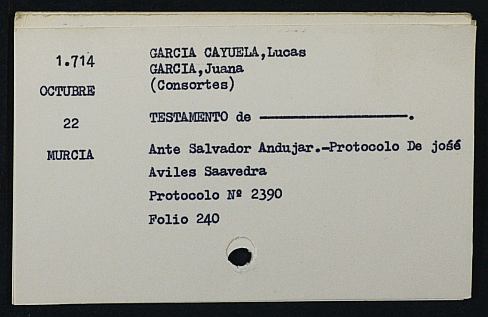 1.714
OCTUBRE
22
MURCIA
GARCIA CAYUELA,Lucas
GARCIA,Juana
(Consortes)
TESTAMENTO de ————————————.
Ante Salvador Andujar.-Protocolo De josé
Aviles Saavedra
Protocolo Nº 2390
Folio 240